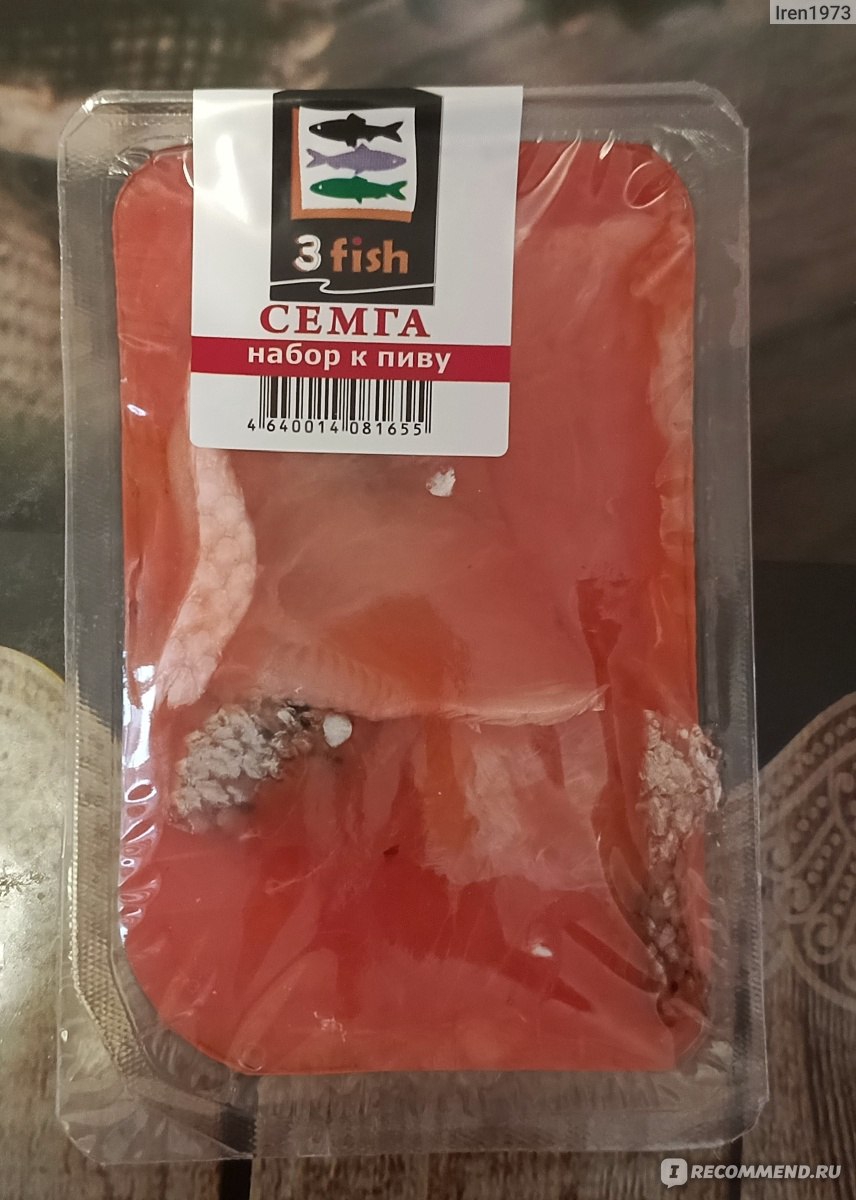 Iren1973
3 fish
СЕМГА
набор к пиву
4 640014 081655
I RECOMMEND.RU